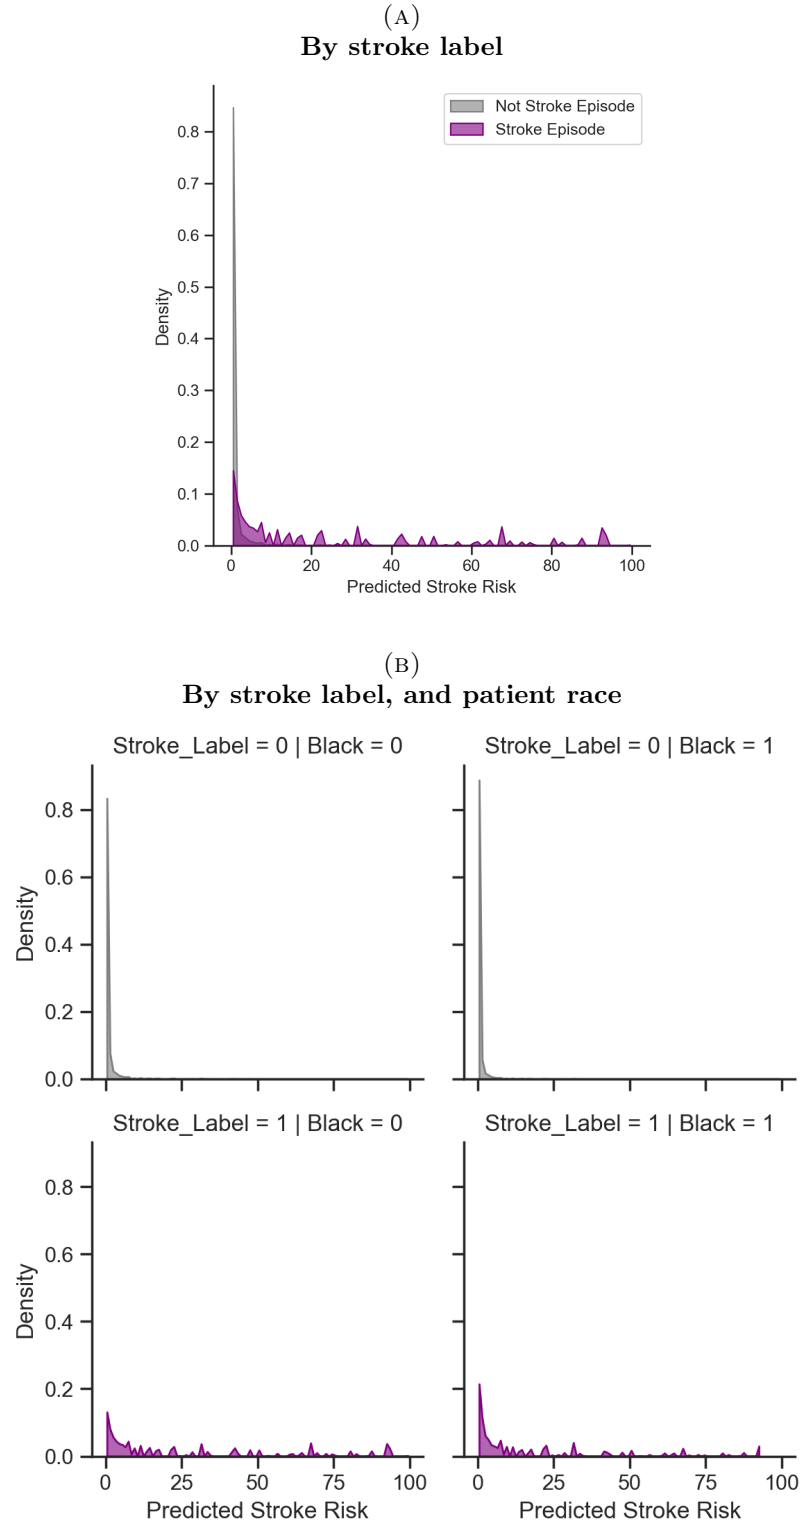 (A)
By stroke label
Not Stroke Episode
Stroke Episode
Density
0.8
0.7
0.6
0.5
0.4
0.3
0.2
0.1
0.0
0 20 40 60 80 100
Predicted Stroke Risk
(B)
By stroke label, and patient race
Stroke_Label = 0 | Black = 0
Stroke_Label = 0 | Black = 1
Density
0.8
0.6
0.4
0.2
0.0
Stroke_Label = 1 | Black = 0
Stroke_Label = 1 | Black = 1
Density
0.8
0.6
0.4
0.2
0.0
0 25 50 75 100
0 25 50 75 100
Predicted Stroke Risk
Predicted Stroke Risk